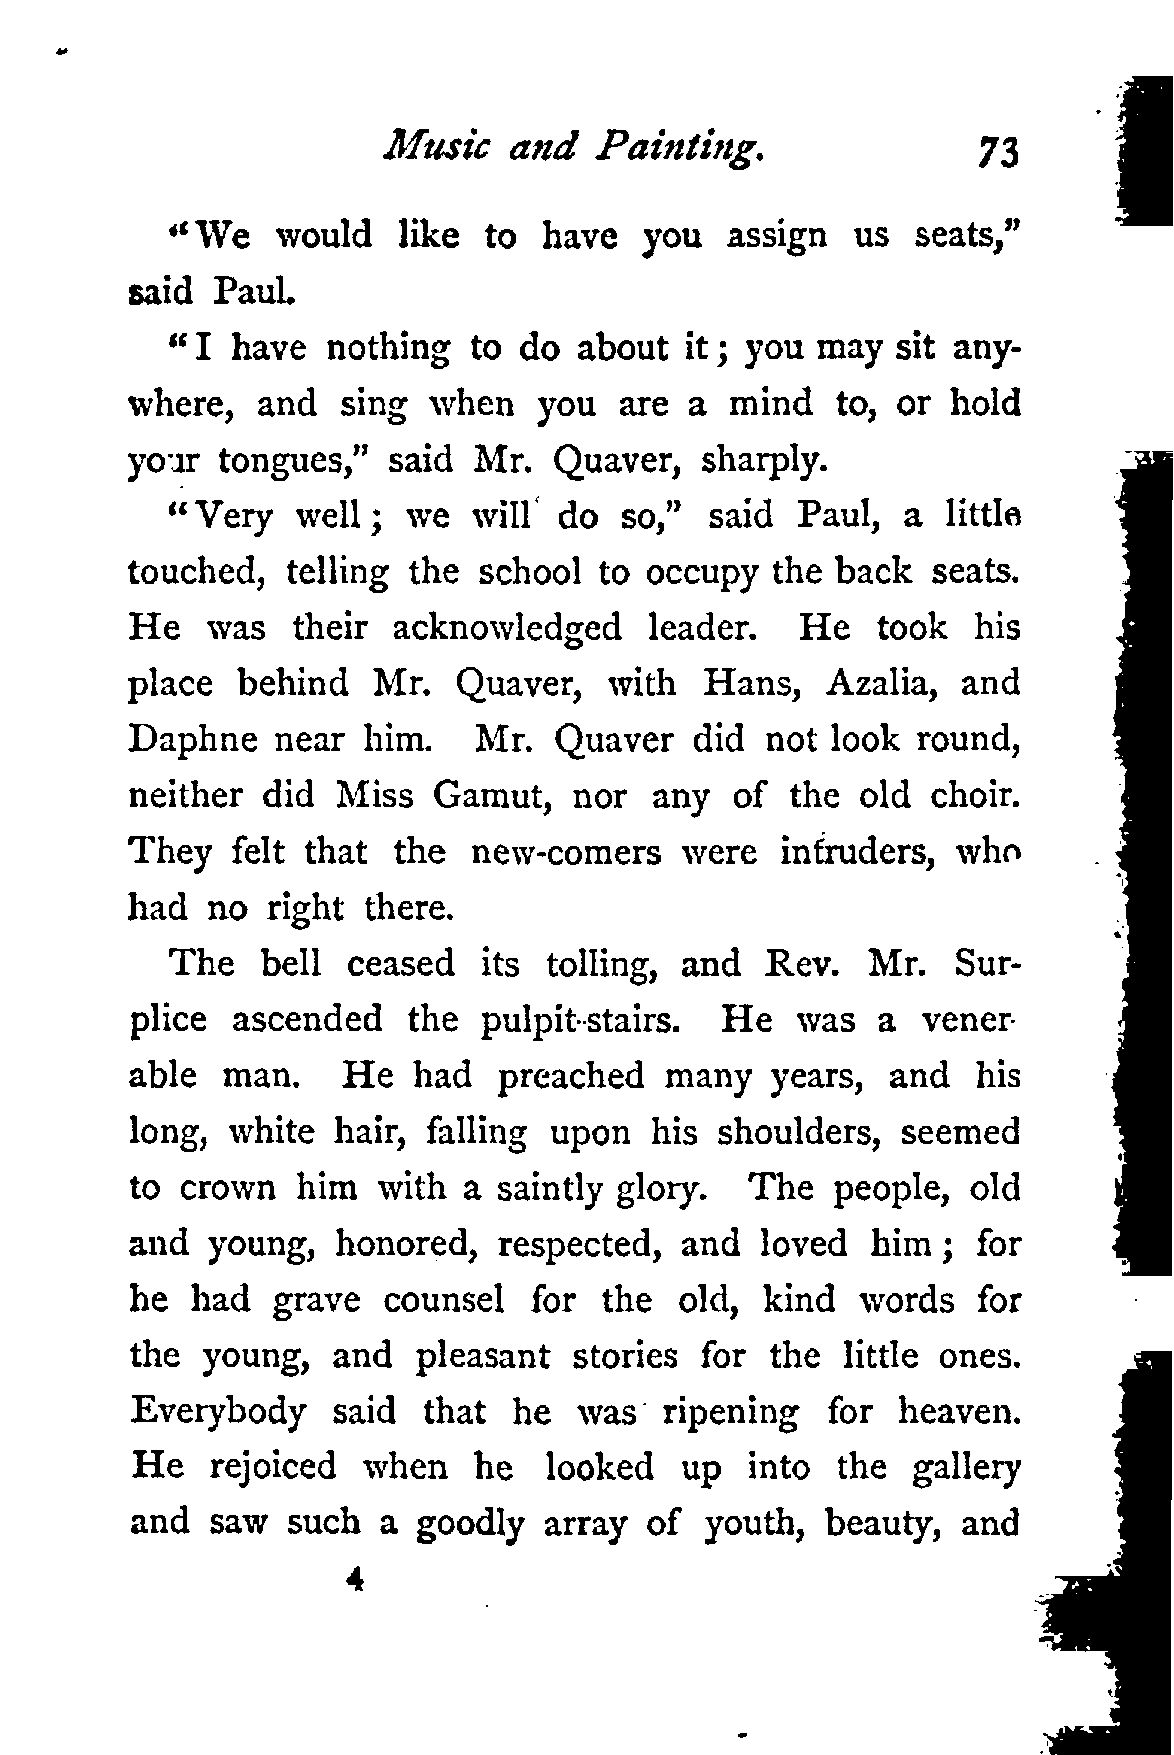 Music and Painting. 73
"We would like to have you assign us seats,"
said Paul.
"I have nothing to do about it; you may sit any-
where, and sing when you are a mind to, or hold
your tongues," said Mr. Quaver, sharply.
"Very well; we will do so," said Paul, a little
touched, telling the school to occupy the back seats.
He was their acknowledged leader. He took his
place behind Mr. Quaver, with Hans, Azalia, and
Daphne near him. Mr. Quaver did not look round,
neither did Miss Gamut, nor any of the old choir.
They felt that the new-comers were intruders, who
had no right there.
The bell ceased its tolling, and Rev. Mr. Sur-
plice ascended the pulpit-stairs. He was a vener-
able man. He had preached many years, and his
long, white hair, falling upon his shoulders, seemed
to crown him with a saintly glory. The people, old
and young, honored, respected, and loved him; for
he had grave counsel for the old, kind words for
the young, and pleasant stories for the little ones.
Everybody said that he was ripening for heaven.
He rejoiced when he looked up into the gallery
and saw such a goodly array of youth, beauty, and
4